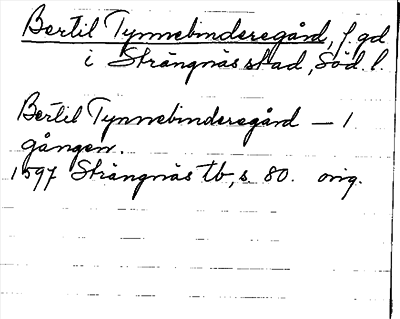 Bertil Tynnebinderegård, f. gd
i Strängnäs stad, Söd. l.
Bertil Tynnebinderegård — 1
gången.
1597 Strängnäs tb, s. 80. orig.